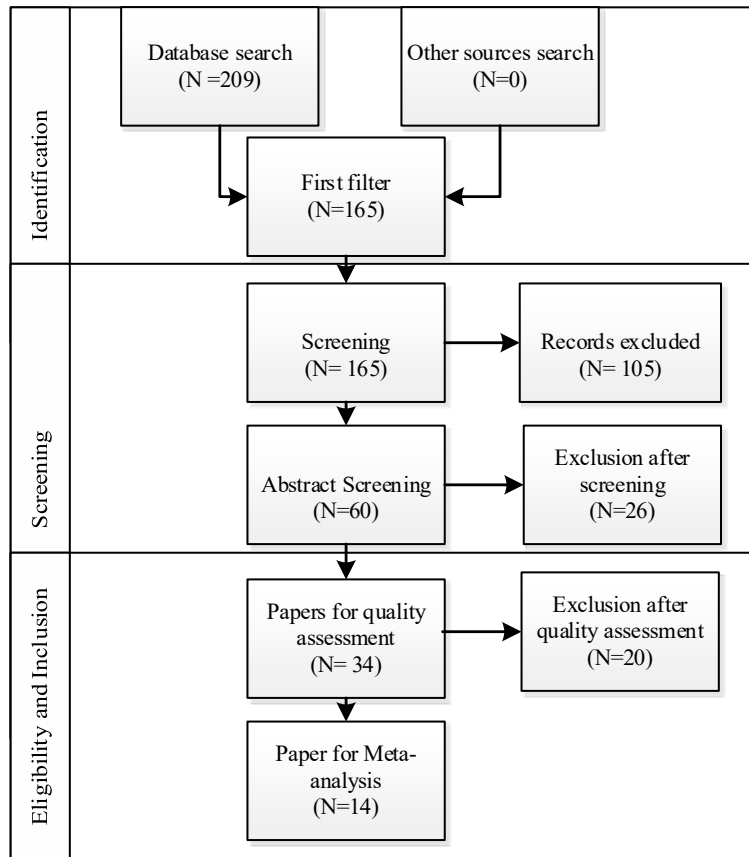 Identification
Database search
(N =209)
Other sources search
(N=0)
First filter
(N=165)
Screening
Screening
(N= 165)
Records excluded
(N= 105)
Abstract Screening
(N=60)
Exclusion after
screening
(N=26)
Eligibility and Inclusion
Papers for quality
assessment
(N= 34)
Exclusion after
quality assessment
(N=20)
Paper for Meta-
analysis
(N=14)